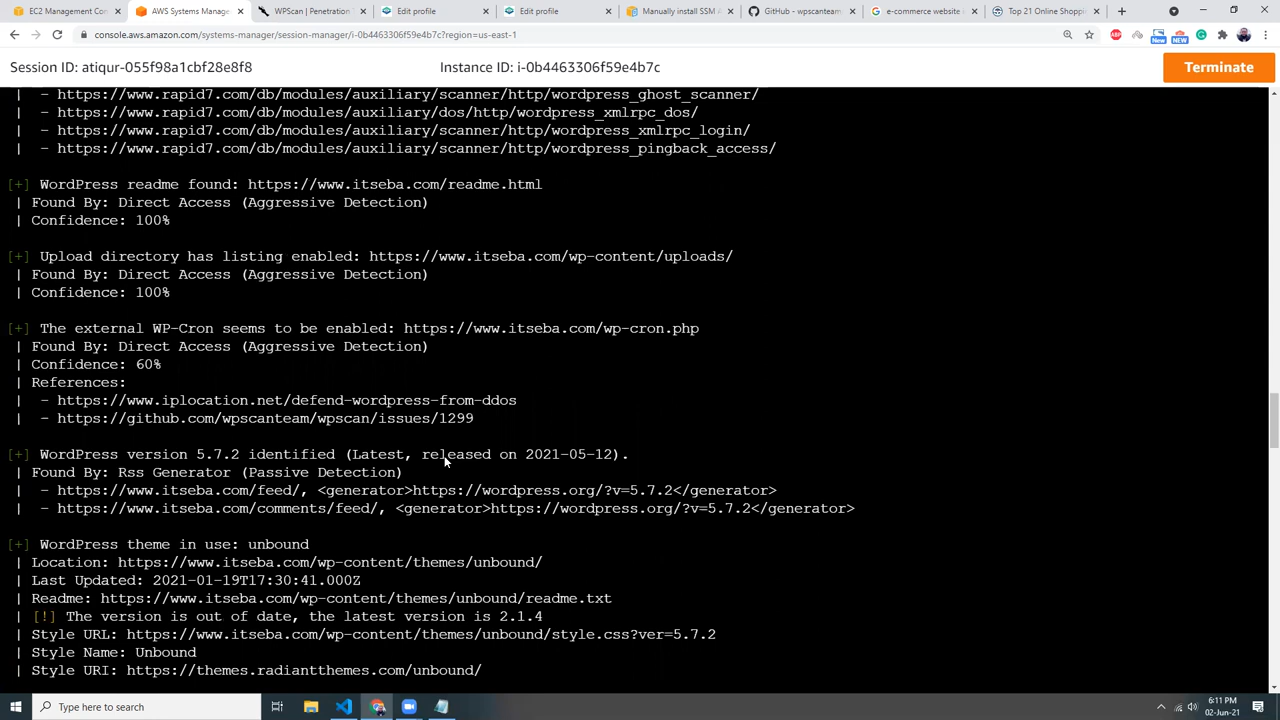 EC2 Management Con
AWS Systems Manage
WPScan | Penetration T
Edit profile
Edit profile
Manually install SSM A
GitHub - wpscanteam
e-commerce website l
Top 21 Online Shoppi
console.aws.amazon.com/systems-manager/session-manager/i-0b4463306f59e4b7c?region=us-east-1
Session ID: atiqur-055f98a1cbf28e8f8
Instance ID: i-0b4463306f59e4b7c
Terminate
| - https://www.rapid7.com/db/modules/auxiliary/scanner/http/wordpress_ghost_scanner/
| - https://www.rapid7.com/db/modules/auxiliary/dos/http/wordpress_xmlrpc_dos/
| - https://www.rapid7.com/db/modules/auxiliary/scanner/http/wordpress_xmlrpc_login/
| - https://www.rapid7.com/db/modules/auxiliary/scanner/http/wordpress_pingback_access/
[+] WordPress readme found: https://www.itseba.com/readme.html
| Found By: Direct Access (Aggressive Detection)
| Confidence: 100%
[+] Upload directory has listing enabled: https://www.itseba.com/wp-content/uploads/
| Found By: Direct Access (Aggressive Detection)
| Confidence: 100%
[+] The external WP-Cron seems to be enabled: https://www.itseba.com/wp-cron.php
| Found By: Direct Access (Aggressive Detection)
| Confidence: 60%
| References:
| - https://www.iplocation.net/defend-wordpress-from-ddos
| - https://github.com/wpscanteam/wpscan/issues/1299
[+] WordPress version 5.7.2 identified (Latest, released on 2021-05-12).
| Found By: Rss Generator (Passive Detection)
| - https://www.itseba.com/feed/, <generator>https://wordpress.org/?v=5.7.2</generator>
| - https://www.itseba.com/comments/feed/, <generator>https://wordpress.org/?v=5.7.2</generator>
[+] WordPress theme in use: unbound
| Location: https://www.itseba.com/wp-content/themes/unbound/
| Last Updated: 2021-01-19T17:30:41.000Z
| Readme: https://www.itseba.com/wp-content/themes/unbound/readme.txt
| [!] The version is out of date, the latest version is 2.1.4
| Style URL: https://www.itseba.com/wp-content/themes/unbound/style.css?ver=5.7.2
| Style Name: Unbound
| Style URI: https://themes.radiantthemes.com/unbound/
Type here to search
6:11 PM
02-Jun-21